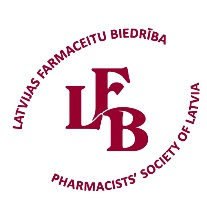 LATVIJAS FARMACEITU BIEDRĪBA
LFB
PHARMACISTS' SOCIETY OF LATVIA